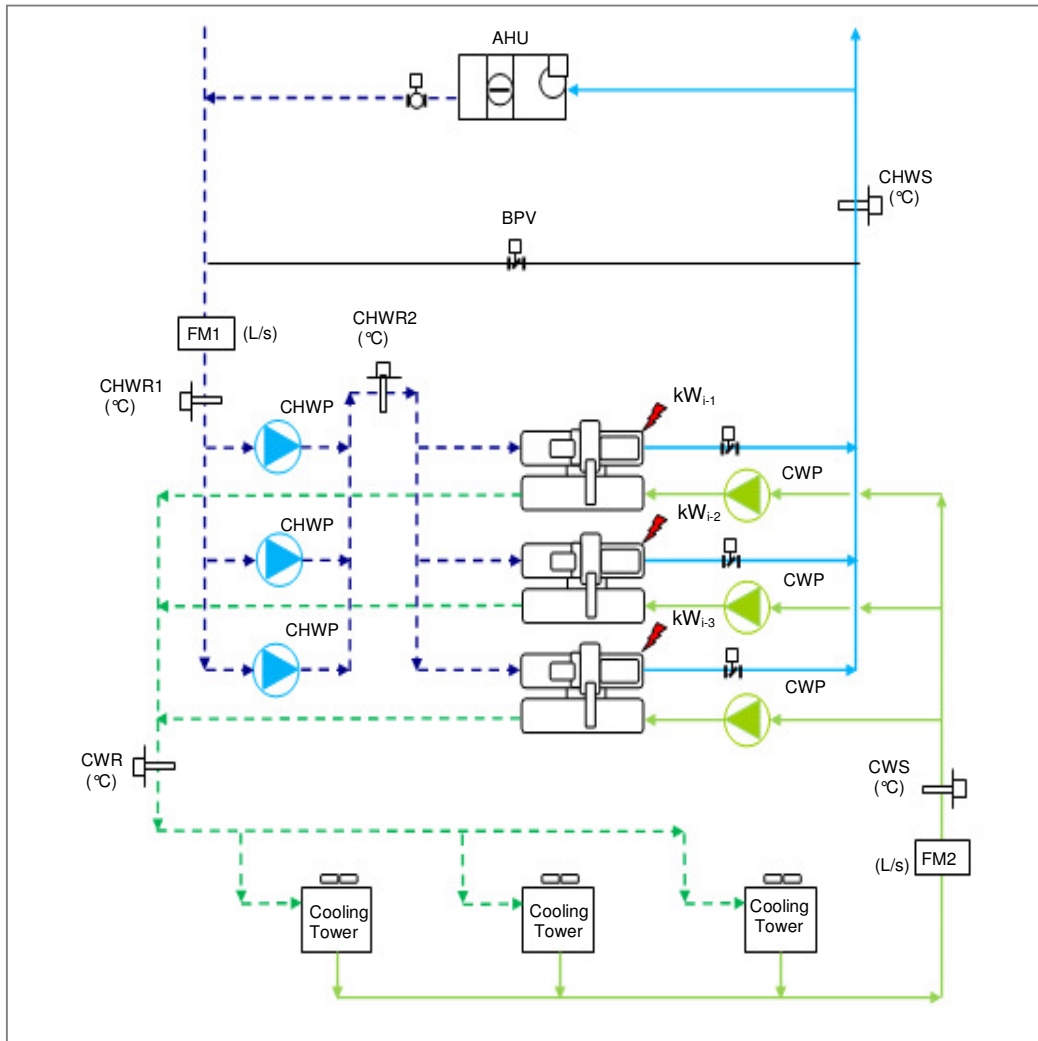 AHU
CHWS
(°C)
BPV
FM1 (L/s)
CHWR2
(°C)
CHWR1
(°C)
kWi-1
CHWP
CWP
kWi-2
CHWP
CWP
kWi-3
CHWP
CWP
CWR
(°C)
CWS
(°C)
(L/s) FM2
Cooling
Tower
Cooling
Tower
Cooling
Tower